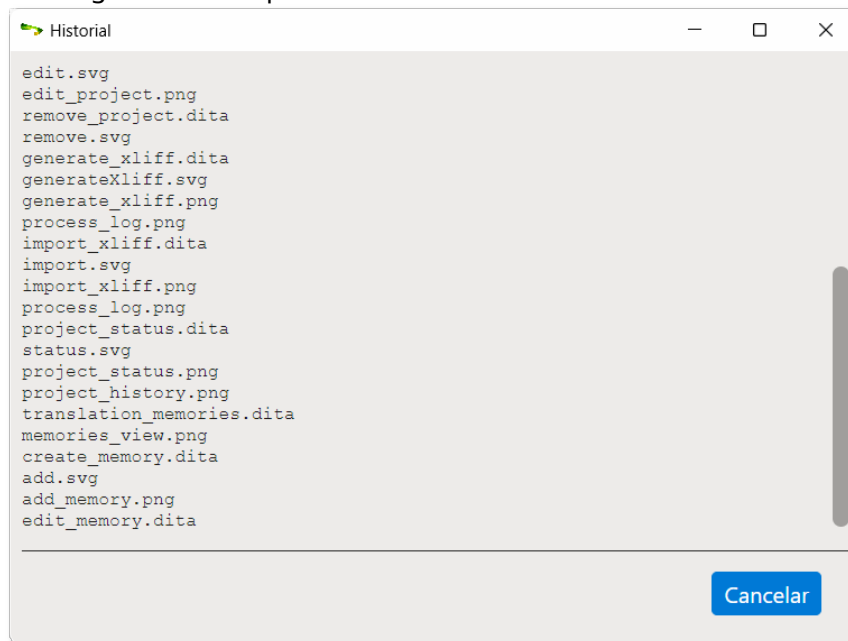 Historial
edit.svg
edit_project.png
remove_project.dita
remove.svg
generate_xliff.dita
generateXliff.svg
generate_xliff.png
process_log.png
import_xliff.dita
import.svg
import_xliff.png
process_log.png
project_status.dita
status.svg
project_status.png
project_history.png
translation_memories.dita
memories_view.png
create_memory.dita
add.svg
add_memory.png
edit_memory.dita
Cancelar